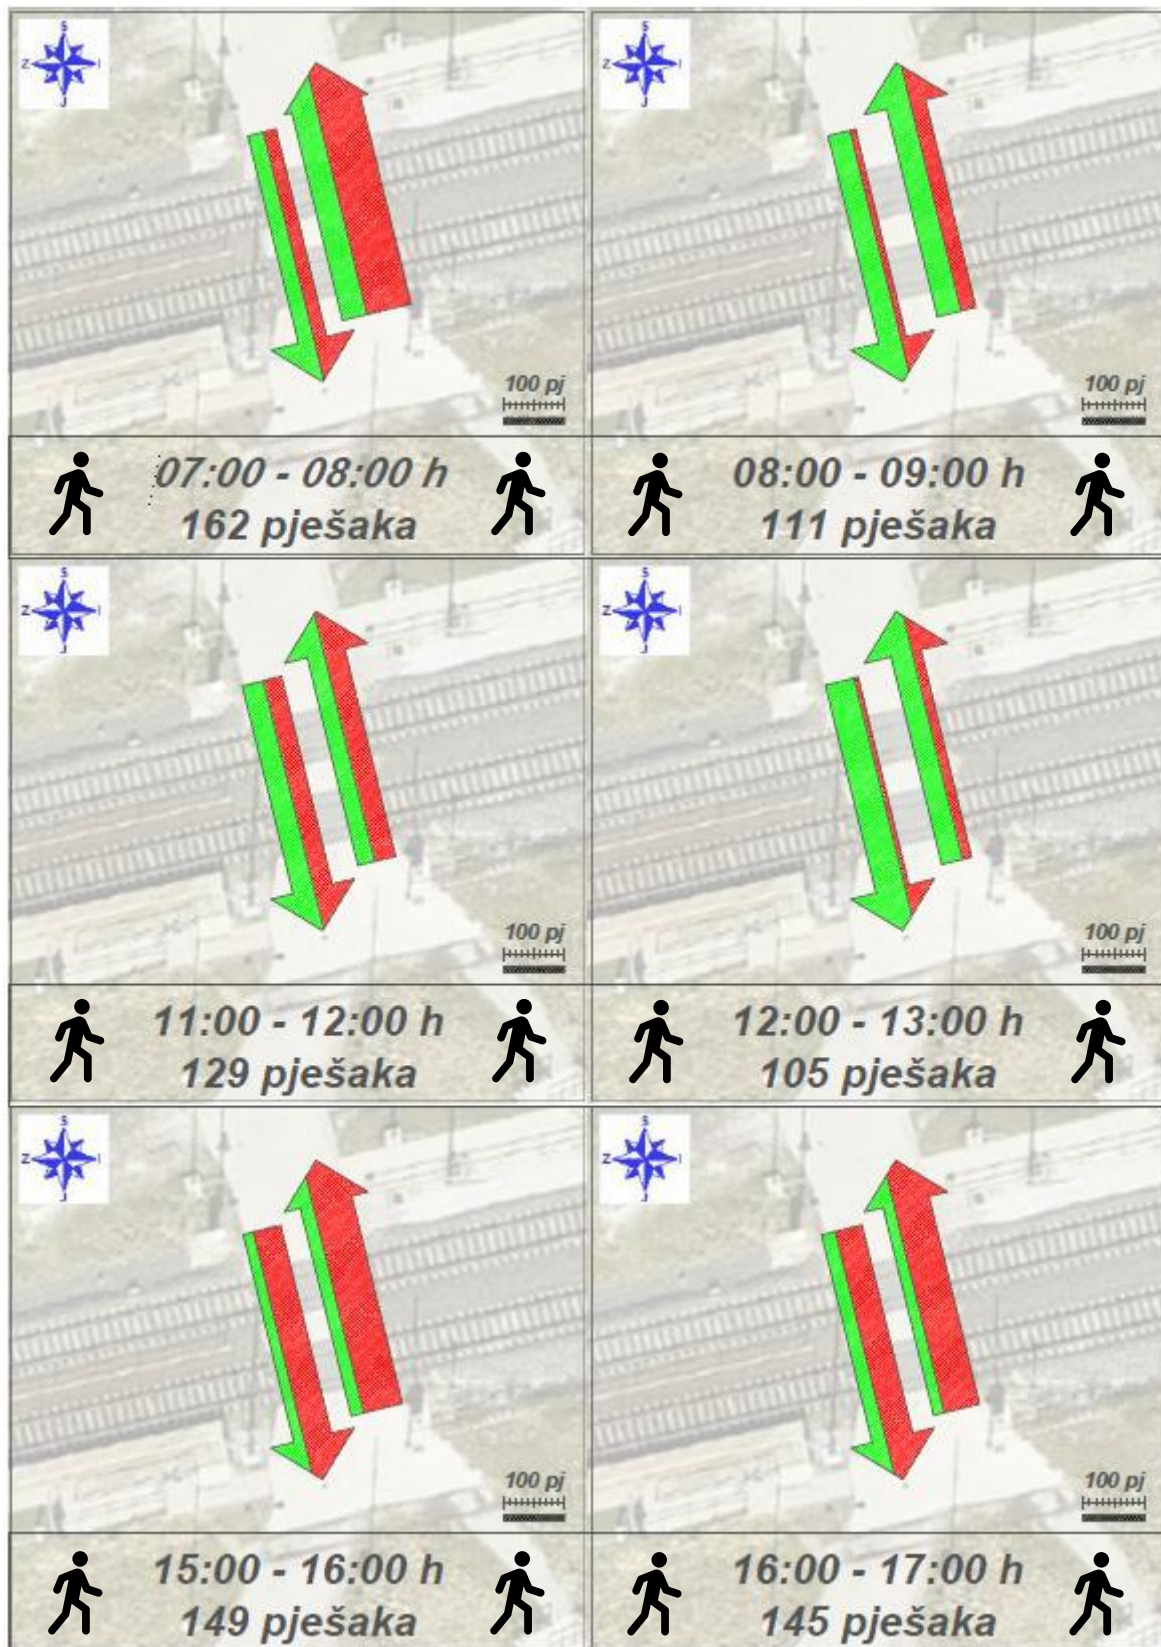 S
Z I
J
100 pj
07:00 - 08:00 h
162 pješaka
S
Z I
J
100 pj
08:00 - 09:00 h
111 pješaka
S
Z I
J
100 pj
11:00 - 12:00 h
129 pješaka
S
Z I
J
100 pj
12:00 - 13:00 h
105 pješaka
S
Z I
J
100 pj
15:00 - 16:00 h
149 pješaka
S
Z I
J
100 pj
16:00 - 17:00 h
145 pješaka